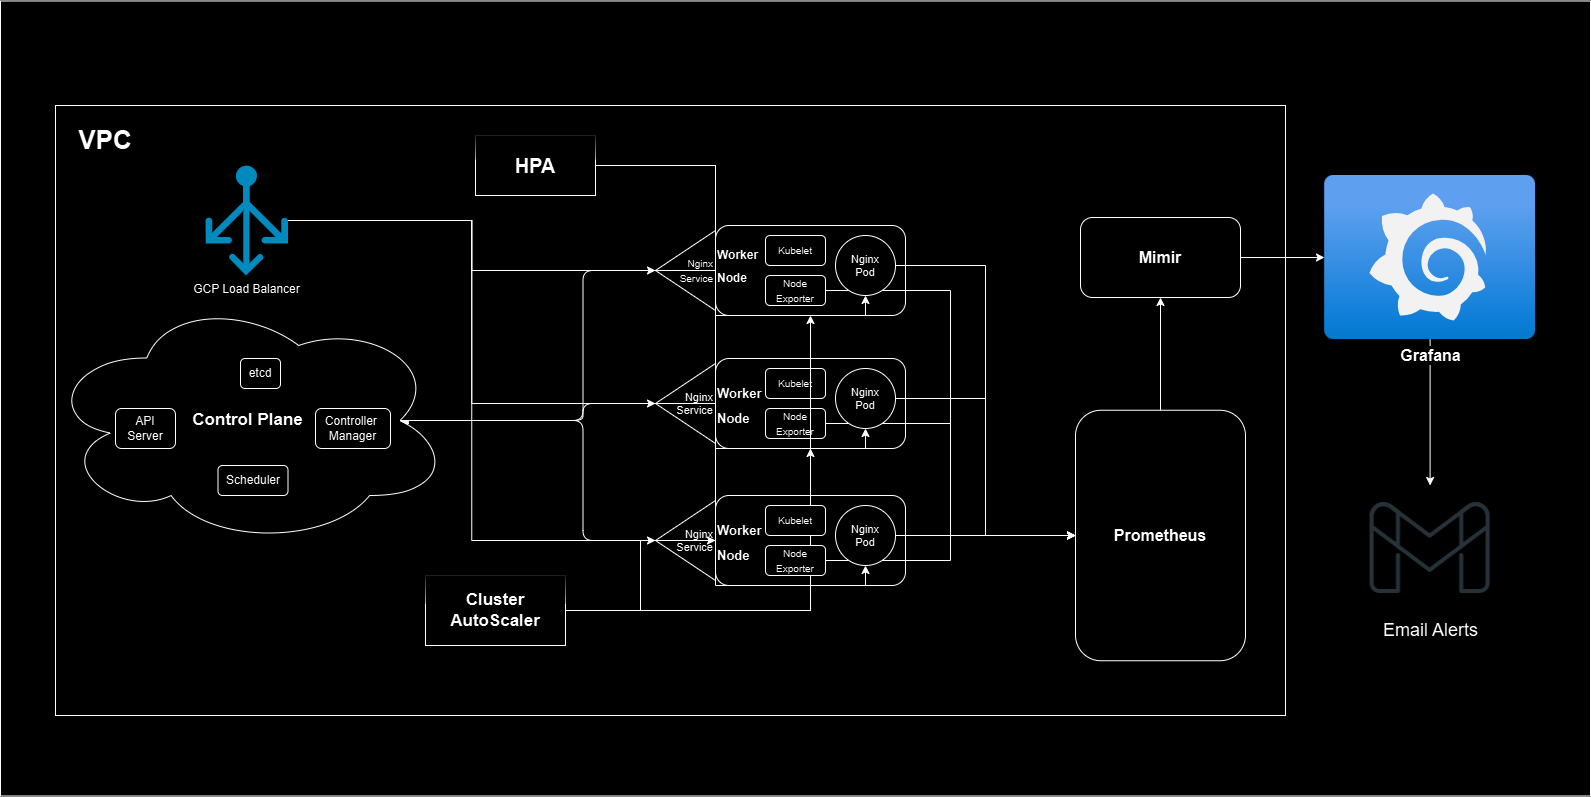 VPC
HPA
GCP Load Balancer
etcd
API
Server
Control Plane
Controller
Manager
Scheduler
Nginx
Service
Worker
Node
Kubelet
Node
Exporter
Nginx
Pod
Nginx
Service
Worker
Node
Kubelet
Node
Exporter
Nginx
Pod
Nginx
Service
Worker
Node
Kubelet
Node
Exporter
Nginx
Pod
Cluster
AutoScaler
Mimir
Prometheus
Grafana
Email Alerts